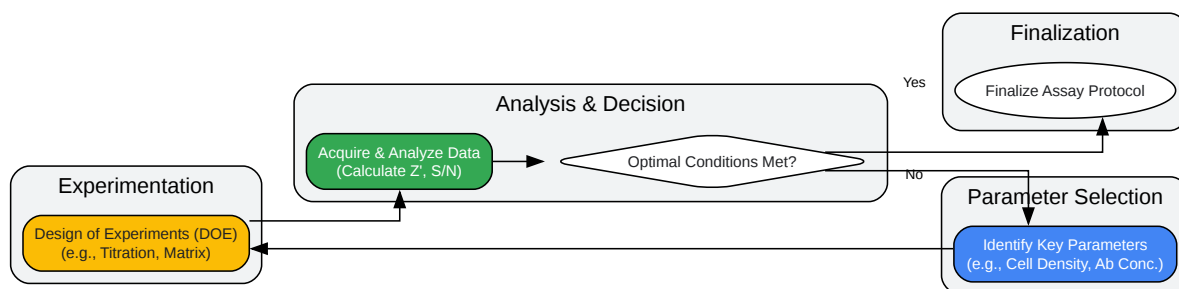 Finalization
Yes
Finalize Assay Protocol
Analysis & Decision
Acquire & Analyze Data
(Calculate Z', S/N)
Optimal Conditions Met?
No
Experimentation
Design of Experiments (DOE)
(e.g., Titration, Matrix)
Parameter Selection
Identify Key Parameters
(e.g., Cell Density, Ab Conc.)